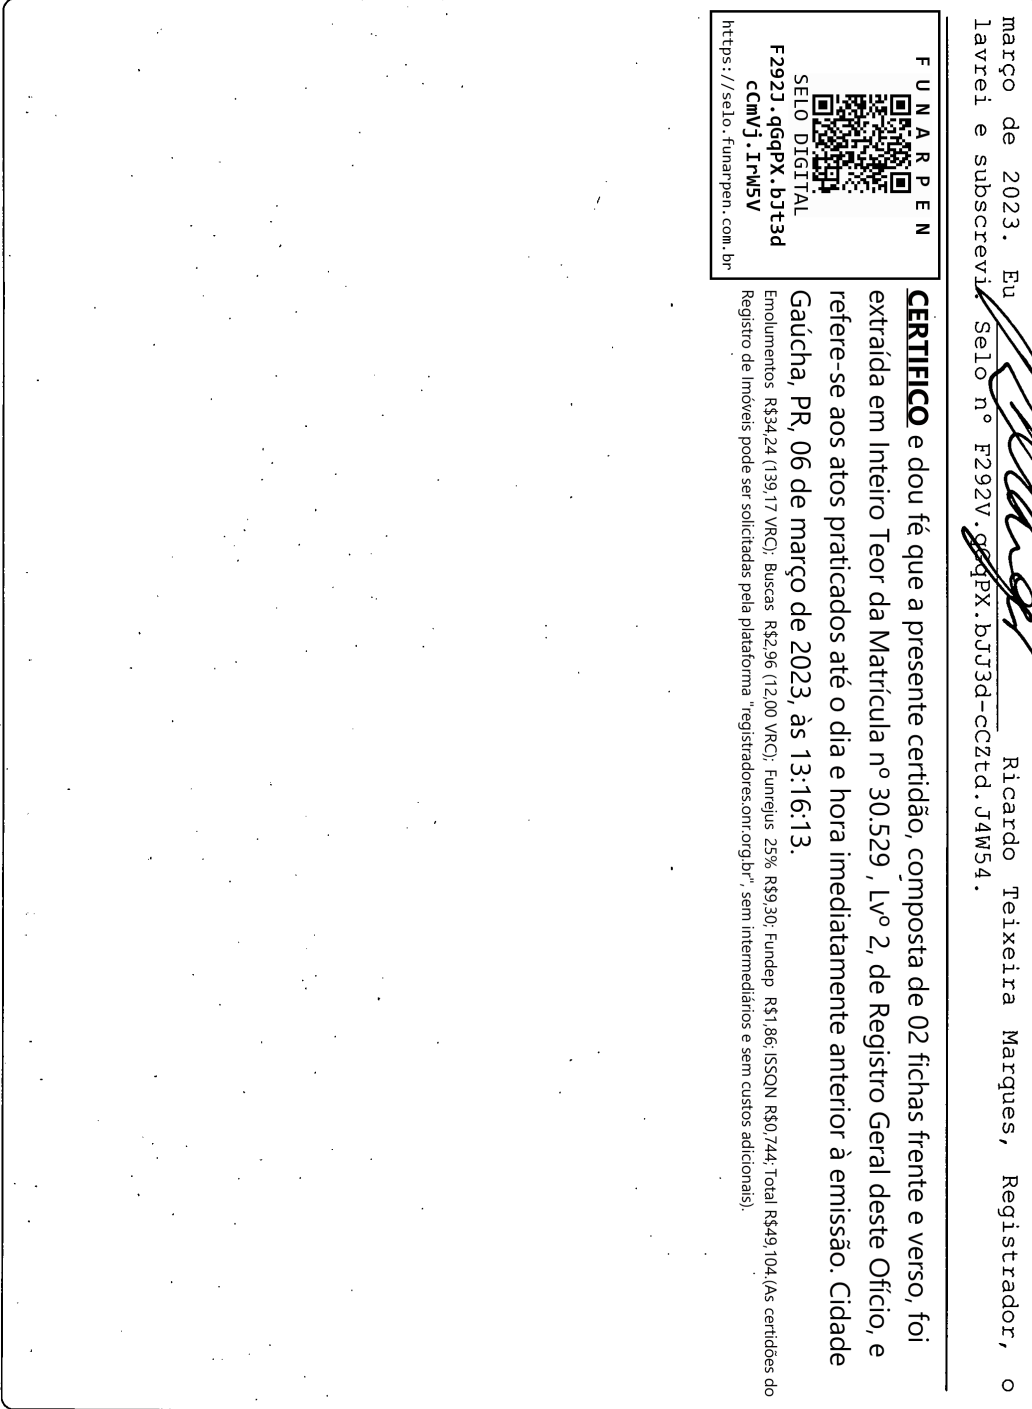 março de 2023. Eu Ricardo Teixeira Marques, Registrador, o
lavrei e subscrevi. Selo nº F292V.qGqPX.bJJ3d-cCZtd.J4W54.
FUNARPEN
SELO DIGITAL
F292J.qGqPX.bJt3d
cCmVj.IrW5V
https://selo.funarpen.com.br
CERTIFICO e dou fé que a presente certidão, composta de 02 fichas frente e verso, foi
extraída em Inteiro Teor da Matrícula nº 30.529 , Lvº 2, de Registro Geral deste Ofício, e
refere-se aos atos praticados até o dia e hora imediatamente anterior à emissão. Cidade
Gaúcha, PR, 06 de março de 2023, às 13:16:13.
Emolumentos R$34,24 (139,17 VRC); Buscas R$2,96 (12,00 VRC); Funrejus 25% R$9,30; Fundep R$1,86; ISSQN R$0,744; Total R$49,104.(As certidões do
Registro de Imóveis pode ser solicitadas pela plataforma "registradores.onr.org.br", sem intermediários e sem custos adicionais).